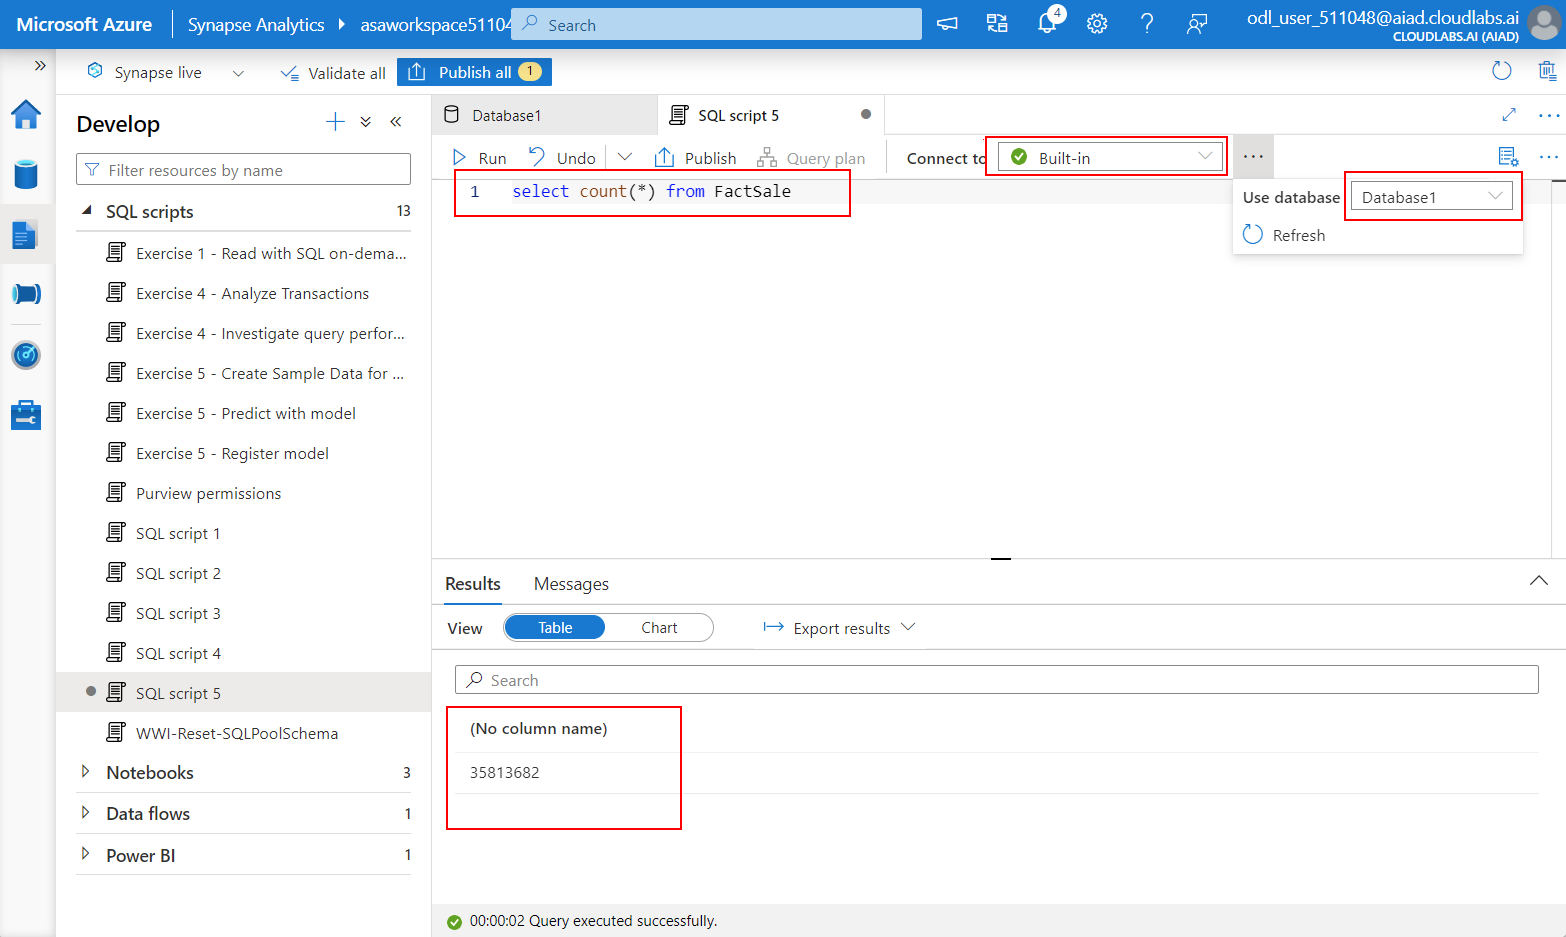 Microsoft Azure
Synapse Analytics
asaworkspace51104
Search
4
odl_user_511048@aiad.cloudlabs.ai
CLOUDLABS.AI (AIAD)
Synapse live
Validate all
Publish all 1
Develop
Filter resources by name
SQL scripts 13
Exercise 1 - Read with SQL on-dema...
Exercise 4 - Analyze Transactions
Exercise 4 - Investigate query perfor...
Exercise 5 - Create Sample Data for ...
Exercise 5 - Predict with model
Exercise 5 - Register model
Purview permissions
SQL script 1
SQL script 2
SQL script 3
SQL script 4
SQL script 5
WWI-Reset-SQLPoolSchema
Notebooks 3
Data flows 1
Power BI 1
Database1
SQL script 5
Run
Undo
Publish
Query plan
Connect to
Built-in
Use database
Database1
Refresh
1 select count(*) from FactSale
Results
Messages
View
Table
Chart
Export results
Search
(No column name)
35813682
00:00:02 Query executed successfully.